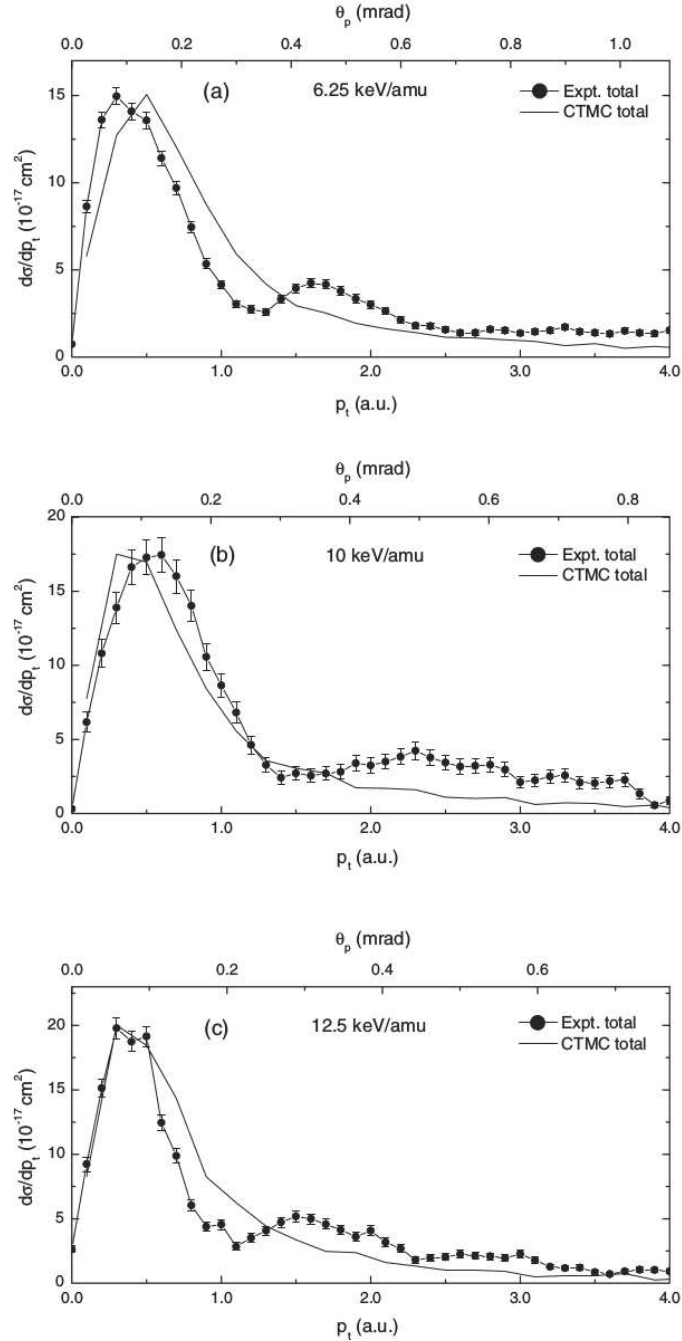 θp (mrad)
0.0 0.2 0.4 0.6 0.8 1.0
15
10
5
0
dσ/dpt (10-17 cm2)
(a)
6.25 keV/amu
Expt. total
CTMC total
0.0 1.0 2.0 3.0 4.0
pt (a.u.)
θp (mrad)
0.0 0.2 0.4 0.6 0.8
20
15
10
5
0
dσ/dpt (10-17 cm2)
(b)
10 keV/amu
Expt. total
CTMC total
0.0 1.0 2.0 3.0 4.0
pt (a.u.)
θp (mrad)
0.0 0.2 0.4 0.6
20
15
10
5
0
dσ/dpt (10-17 cm2)
(c)
12.5 keV/amu
Expt. total
CTMC total
0.0 1.0 2.0 3.0 4.0
pt (a.u.)